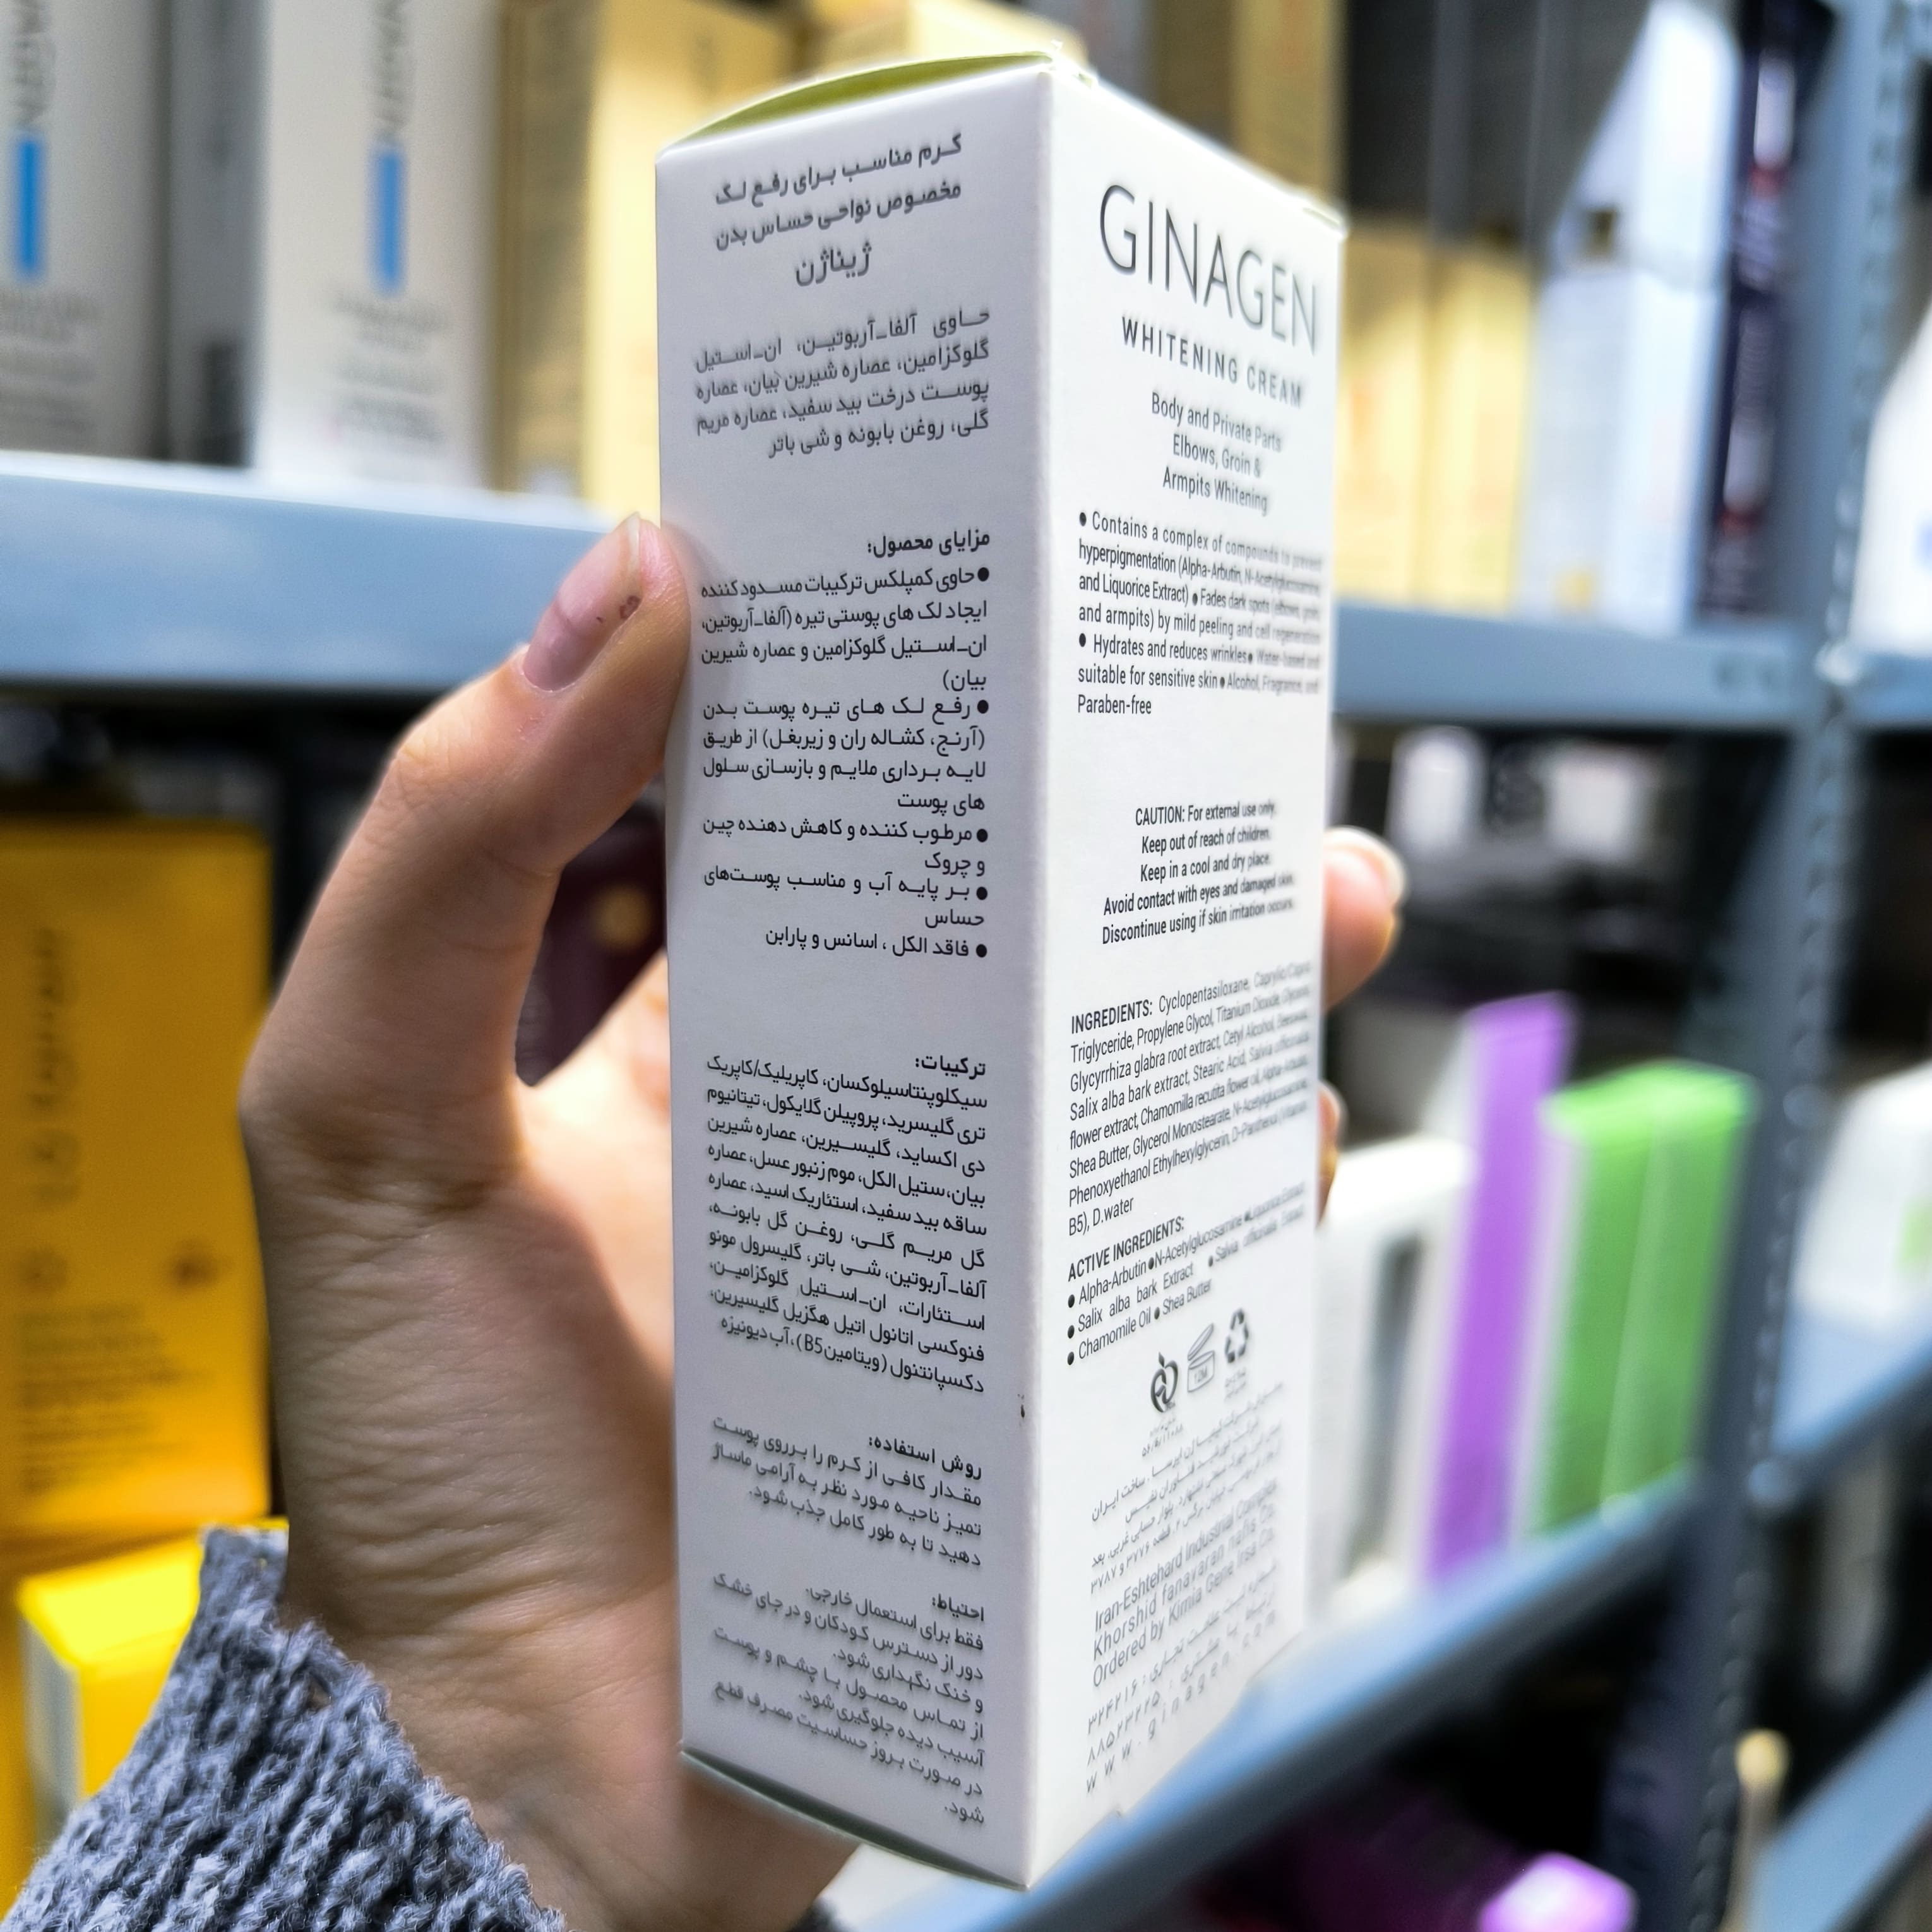 کرم مناسب برای رفع لک
مخصوص نواحی حساس بدن
ژیناژن
حاوی آلفا_آربوتین، ان_استیل
گلوکزامین، عصاره شیرین بیان، عصاره
پوست درخت بید سفید، عصاره مریم
گلی، روغن بابونه و شی باتر
مزایای محصول:
●حاوی کمپلکس ترکیبات مسدود کننده
ایجاد لک های پوستی تیره (آلفا_آربوتین،
ان_استیل گلوکزامین و عصاره شیرین
بیان)
● رفع لک های تیره پوست بدن
(آرنج، کشاله ران و زیربغل) از طریق
لایه برداری ملایم و بازسازی سلول
های پوست
● مرطوب کننده و کاهش دهنده چین
و چروک
● بر پایه آب و مناسب پوست‌های
حساس
● فاقد الکل ، اسانس و پارابن
ترکیبات:
سیکلوپنتاسیلوکسان، کاپریلیک/کاپریک
تری گلیسرید، پروپیلن گلایکول، تیتانیوم
دی اکساید، گلیسیرین، عصاره شیرین
بیان، ستیل الکل، موم زنبور عسل، عصاره
ساقه بید سفید، استئاریک اسید، عصاره
گل مریم گلی، روغن گل بابونه،
آلفا_آربوتین، شی باتر، گلیسرول مونو
استئارات، ان_استیل گلوکزامین،
فنوکسی اتانول اتیل هگزیل گلیسیرین،
دکسپانتنول (ویتامین B5)، آب دیونیزه
روش استفاده:
مقدار کافی از کرم را بر روی پوست
تمیز ناحیه مورد نظر به آرامی ماساژ
دهید تا به طور کامل جذب شود.
احتیاط:
فقط برای استعمال خارجی.
دور از دسترس کودکان و در جای خشک
و خنک نگهداری شود.
از تماس محصول با چشم و پوست
آسیب دیده جلوگیری شود.
در صورت بروز حساسیت مصرف قطع
شود.
GINAGEN
WHITENING CREAM
Body and Private Parts
Elbows, Groin &
Armpits Whitening
● Contains a complex of compounds to prevent
hyperpigmentation (Alpha-Arbutin, N-Acetylglucosamine,
and Liquorice Extract) ● Fades dark spots (elbows, groin,
and armpits) by mild peeling and cell regeneration
● Hydrates and reduces wrinkles● Water-based and
suitable for sensitive skin ● Alcohol, Fragrance, and
Paraben-free
CAUTION: For external use only.
Keep out of reach of children.
Keep in a cool and dry place.
Avoid contact with eyes and damaged skin.
Discontinue using if skin irritation occurs.
INGREDIENTS: Cyclopentasiloxane, Caprylic/Capric
Triglyceride, Propylene Glycol, Titanium Dioxide, Glycerin,
Glycyrrhiza glabra root extract, Cetyl Alcohol, Beeswax,
Salix alba bark extract, Stearic Acid, Salvia officinalis
flower extract, Chamomilla recutita flower oil, Alpha-Arbutin,
Shea Butter, Glycerol Monostearate, N-Acetylglucosamine,
Phenoxyethanol Ethylhexylglycerin, D-Panthenol (Vitamin
B5), D.water
ACTIVE INGREDIENTS:
● Alpha-Arbutin ●N-Acetylglucosamine ●Liquorice Extract
● Salix alba bark Extract ● Salvia officinalis Extract
● Chamomile Oil ● Shea Butter
12M
ساخت ایران
Iran-Eshtehard Industrial Complex
Khorshid fanavaran nafis Co.
Ordered by Kimia Gene Irsa Co.
www.ginagen.com